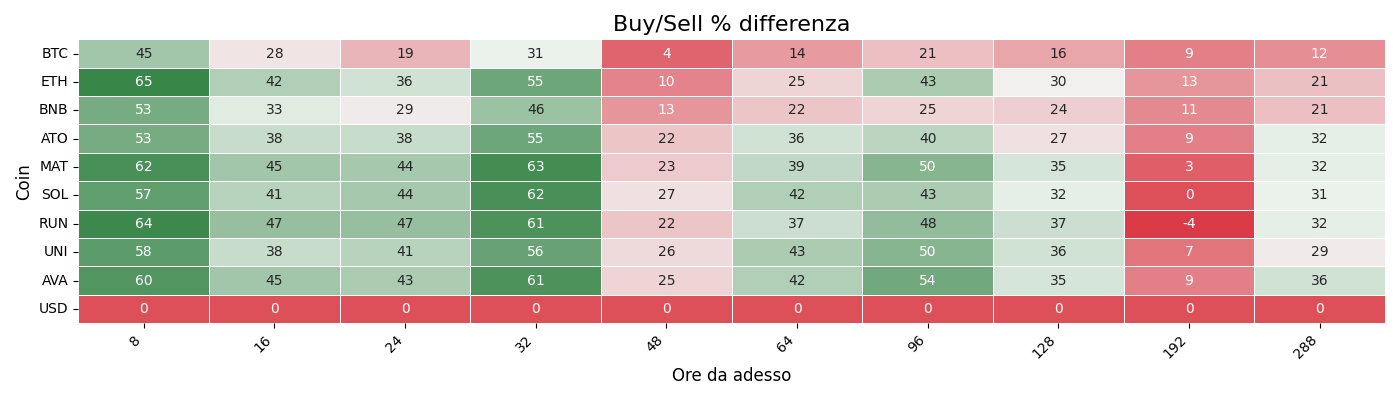 Buy/Sell % differenza
Coin
BTC 45 28 19 31 4 14 21 16 9 12
ETH 65 42 36 55 10 25 43 30 13 21
BNB 53 33 29 46 13 22 25 24 11 21
ATO 53 38 38 55 22 36 40 27 9 32
MAT 62 45 44 63 23 39 50 35 3 32
SOL 57 41 44 62 27 42 43 32 0 31
RUN 64 47 47 61 22 37 48 37 -4 32
UNI 58 38 41 56 26 43 50 36 7 29
AVA 60 45 43 61 25 42 54 35 9 36
USD 0 0 0 0 0 0 0 0 0 0
8 16 24 32 48 64 96 128 192 288
Ore da adesso